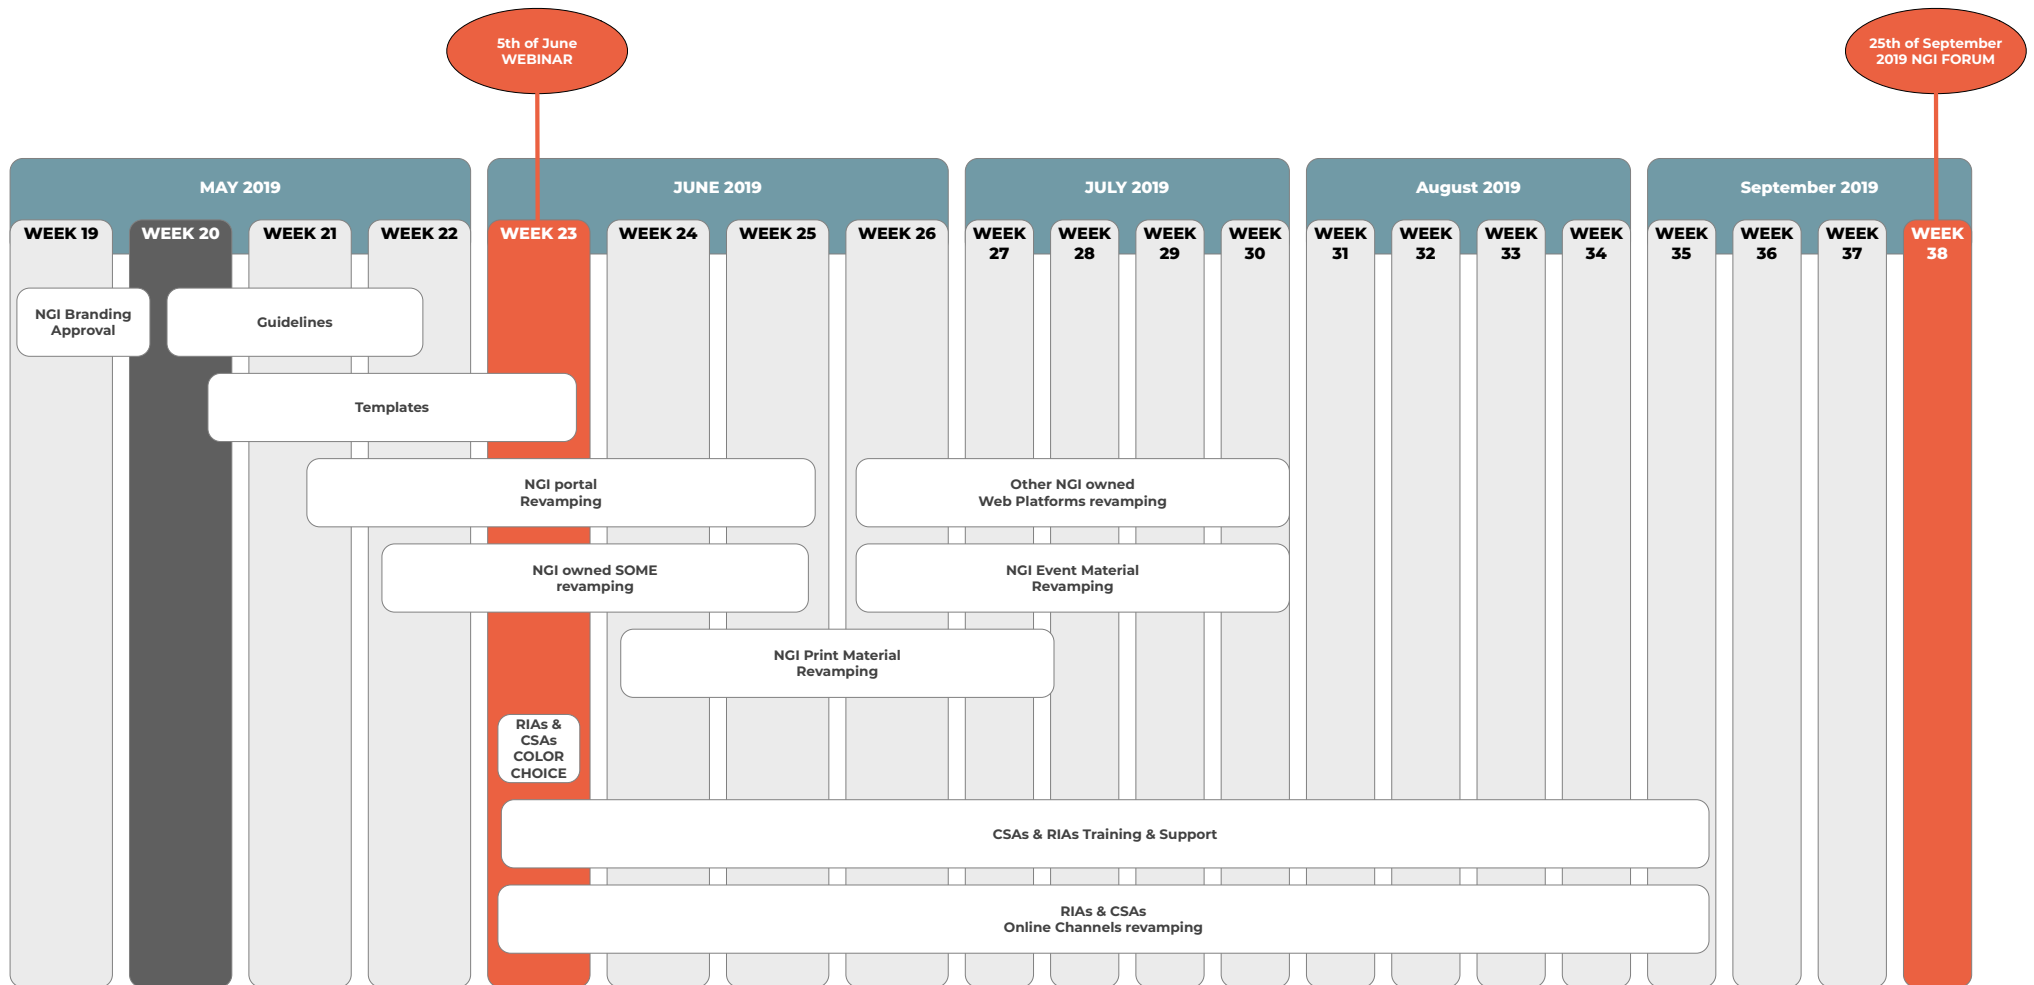 5th of June
WEBINAR
25th of September
2019 NGI FORUM
MAY 2019
JUNE 2019
JULY 2019
August 2019
September 2019
WEEK 19
WEEK 20
WEEK 21
WEEK 22
WEEK 23
WEEK 24
WEEK 25
WEEK 26
WEEK
27
WEEK
28
WEEK
29
WEEK
30
WEEK
31
WEEK
32
WEEK
33
WEEK
34
WEEK
35
WEEK
36
WEEK
37
WEEK
38
NGI Branding
Approval
Guidelines
Templates
NGI portal
Revamping
Other NGI owned
Web Platforms revamping
NGI owned SOME
revamping
NGI Event Material
Revamping
NGI Print Material
Revamping
RIAs &
CSAs
COLOR
CHOICE
CSAs & RIAs Training & Support
RIAs & CSAs
Online Channels revamping